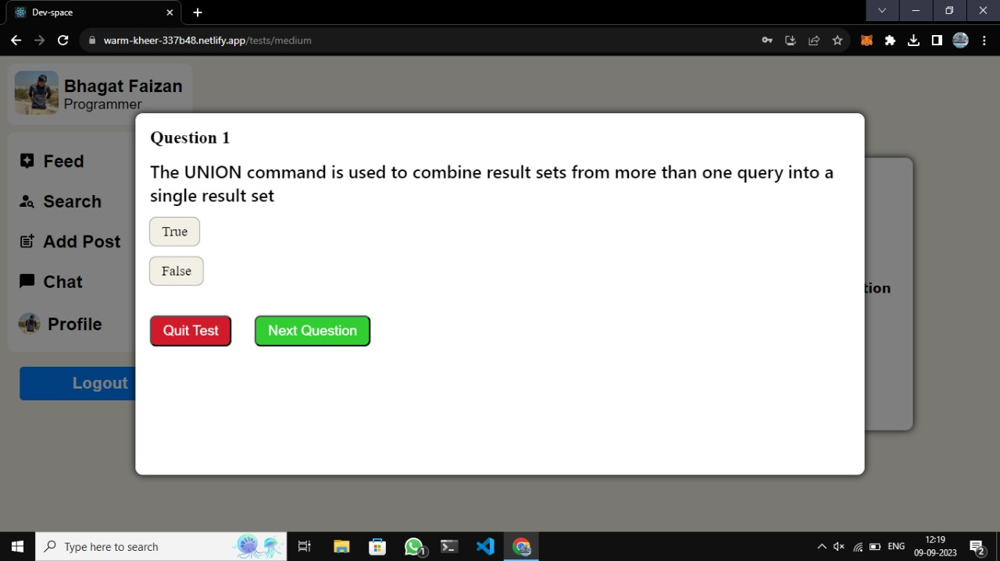 Dev-space
warm-kheer-337b48.netlify.app/tests/medium
Bhagat Faizan
Programmer
Feed
Search
Add Post
Chat
Profile
Logout
Question 1
The UNION command is used to combine result sets from more than one query into a
single result set
True
False
Quit Test
Next Question
tion
Type here to search
1
ENG
12:19
09-09-2023
2